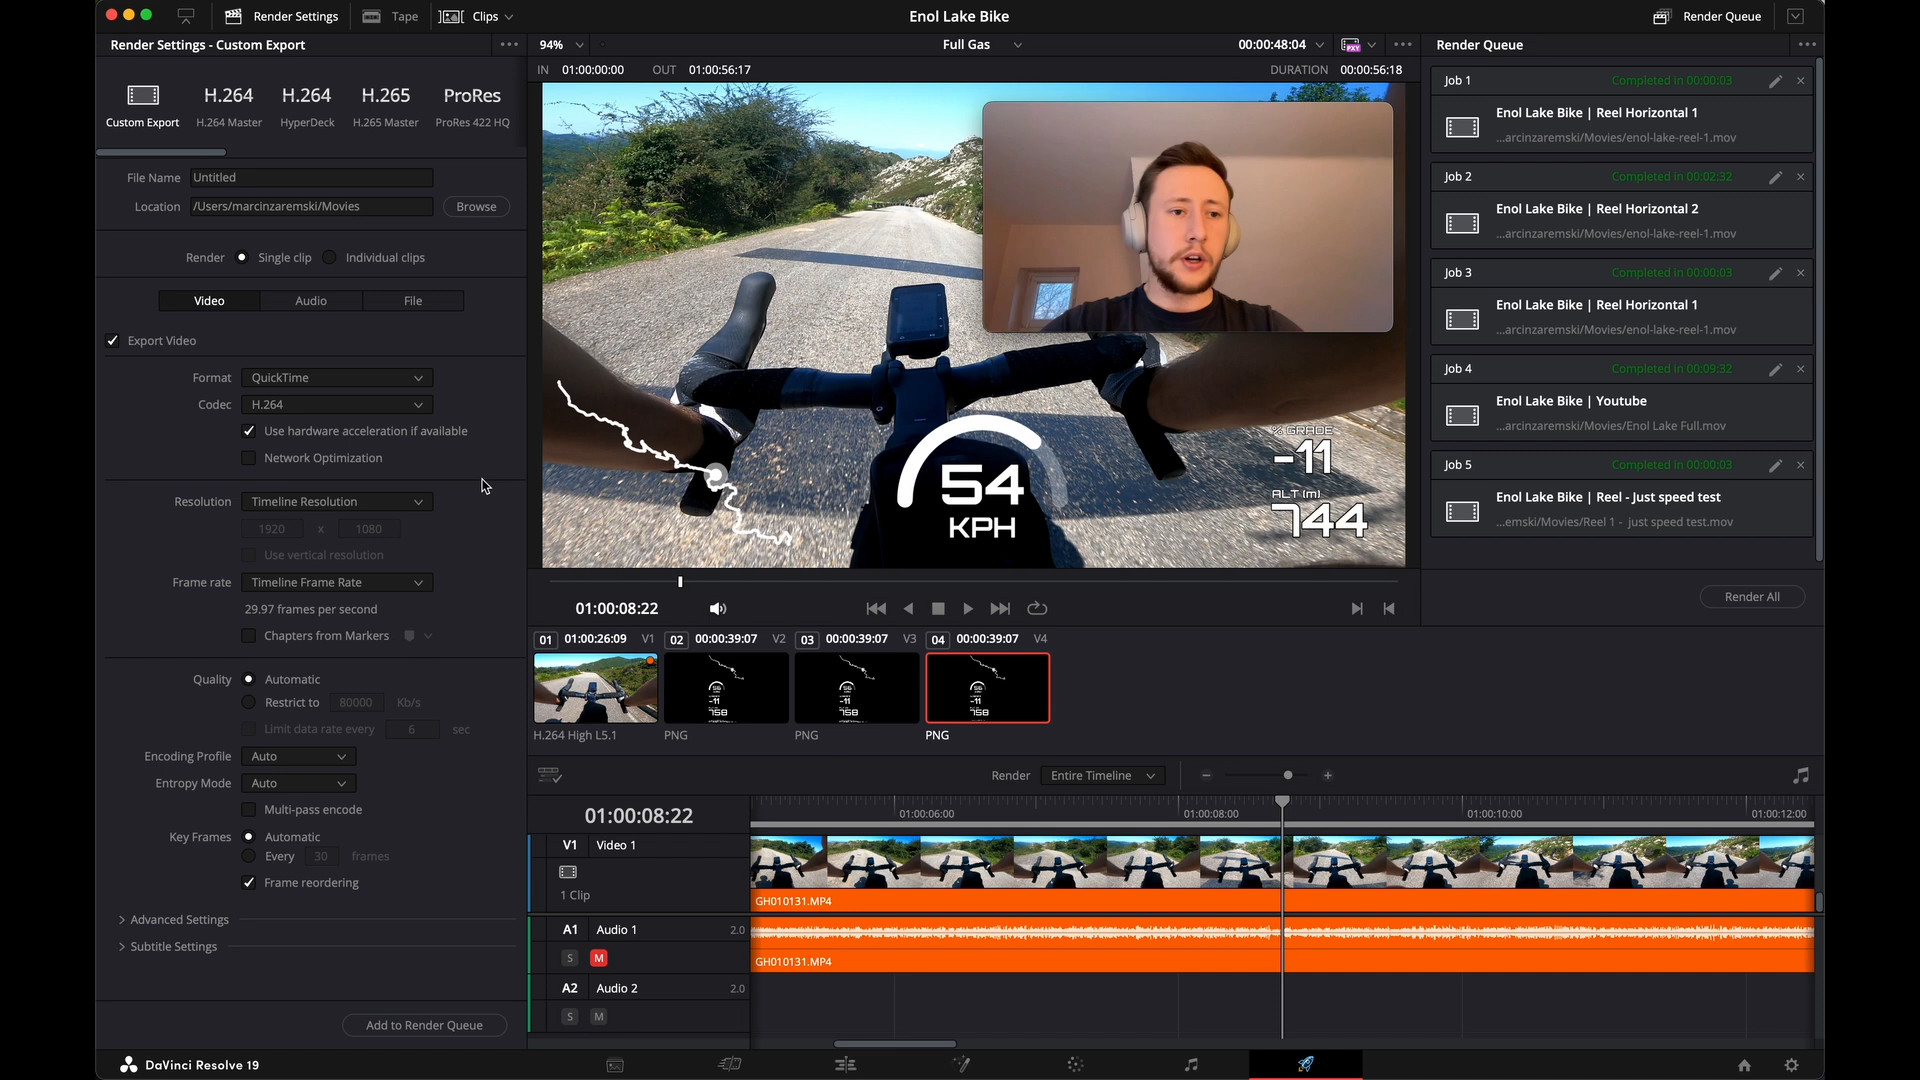 Render Settings
Tape
Clips
Enol Lake Bike
Render Queue
Render Settings - Custom Export
94%
Full Gas
00:00:48:04
PXY
Render Queue
IN 01:00:00:00 OUT 01:00:56:17
DURATION 00:00:56:18
H.264 H.264 H.265 ProRes
Custom Export H.264 Master HyperDeck H.265 Master ProRes 422 HQ
File Name Untitled
Location /Users/marcinzaremski/Movies Browse
Render Single clip Individual clips
Video Audio File
Export Video
Format QuickTime
Codec H.264
Use hardware acceleration if available
Network Optimization
Resolution Timeline Resolution
1920 x 1080
Use vertical resolution
Frame rate Timeline Frame Rate
29.97 frames per second
Chapters from Markers
Quality Automatic
Restrict to 80000 Kb/s
Limit data rate every 6 sec
Encoding Profile Auto
Entropy Mode Auto
Multi-pass encode
Key Frames Automatic
Every 30 frames
Frame reordering
Advanced Settings
Subtitle Settings
Add to Render Queue
54
KPH
% GRADE
-11
ALT (m)
744
01:00:08:22
01 01:00:26:09 V1
02 00:00:39:07 V2
03 00:00:39:07 V3
04 00:00:39:07 V4
56
-11
758
56
-11
758
56
-11
758
H.264 High L5.1
PNG
PNG
PNG
Render Entire Timeline
01:00:08:22
01:00:06:00
01:00:08:00
01:00:10:00
01:00:12:00
V1 Video 1
1 Clip
GH010131.MP4
A1 Audio 1 2.0
S M
GH010131.MP4
A2 Audio 2 2.0
S M
Job 1 Completed in 00:00:03
Enol Lake Bike | Reel Horizontal 1
...arcinzaremski/Movies/enol-lake-reel-1.mov
Job 2 Completed in 00:02:32
Enol Lake Bike | Reel Horizontal 2
...arcinzaremski/Movies/enol-lake-reel-1.mov
Job 3 Completed in 00:00:03
Enol Lake Bike | Reel Horizontal 1
...arcinzaremski/Movies/enol-lake-reel-1.mov
Job 4 Completed in 00:09:32
Enol Lake Bike | Youtube
...arcinzaremski/Movies/Enol Lake Full.mov
Job 5 Completed in 00:00:03
Enol Lake Bike | Reel - Just speed test
...emski/Movies/Reel 1 - just speed test.mov
Render All
DaVinci Resolve 19